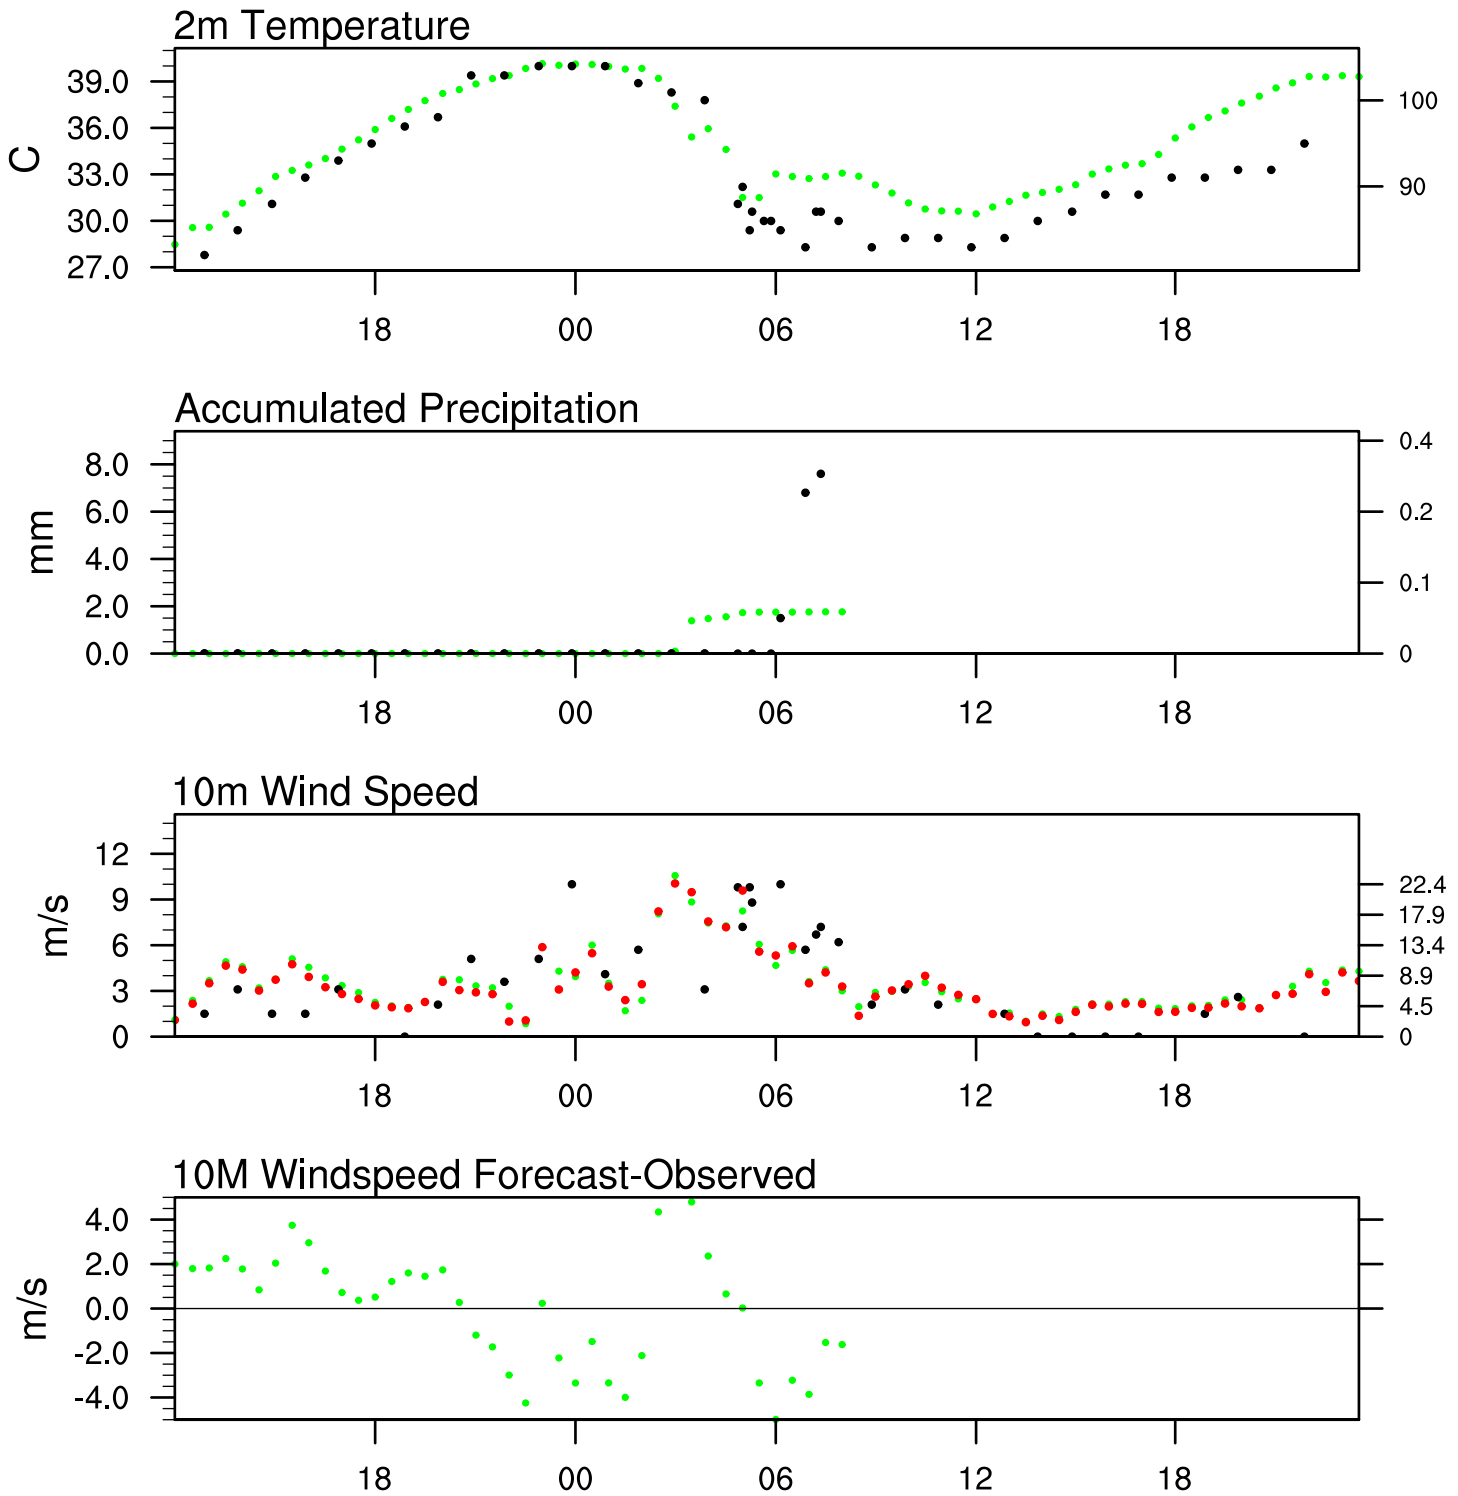 2m Temperature
39.0
36.0
33.0
30.0
27.0
C
100
90
18 00 06 12 18
Accumulated Precipitation
8.0
6.0
4.0
2.0
0.0
mm
0.4
0.2
0.1
0
18 00 06 12 18
10m Wind Speed
12
9
6
3
0
m/s
22.4
17.9
13.4
8.9
4.5
0
18 00 06 12 18
10M Windspeed Forecast-Observed
4.0
2.0
0.0
-2.0
-4.0
m/s
18 00 06 12 18